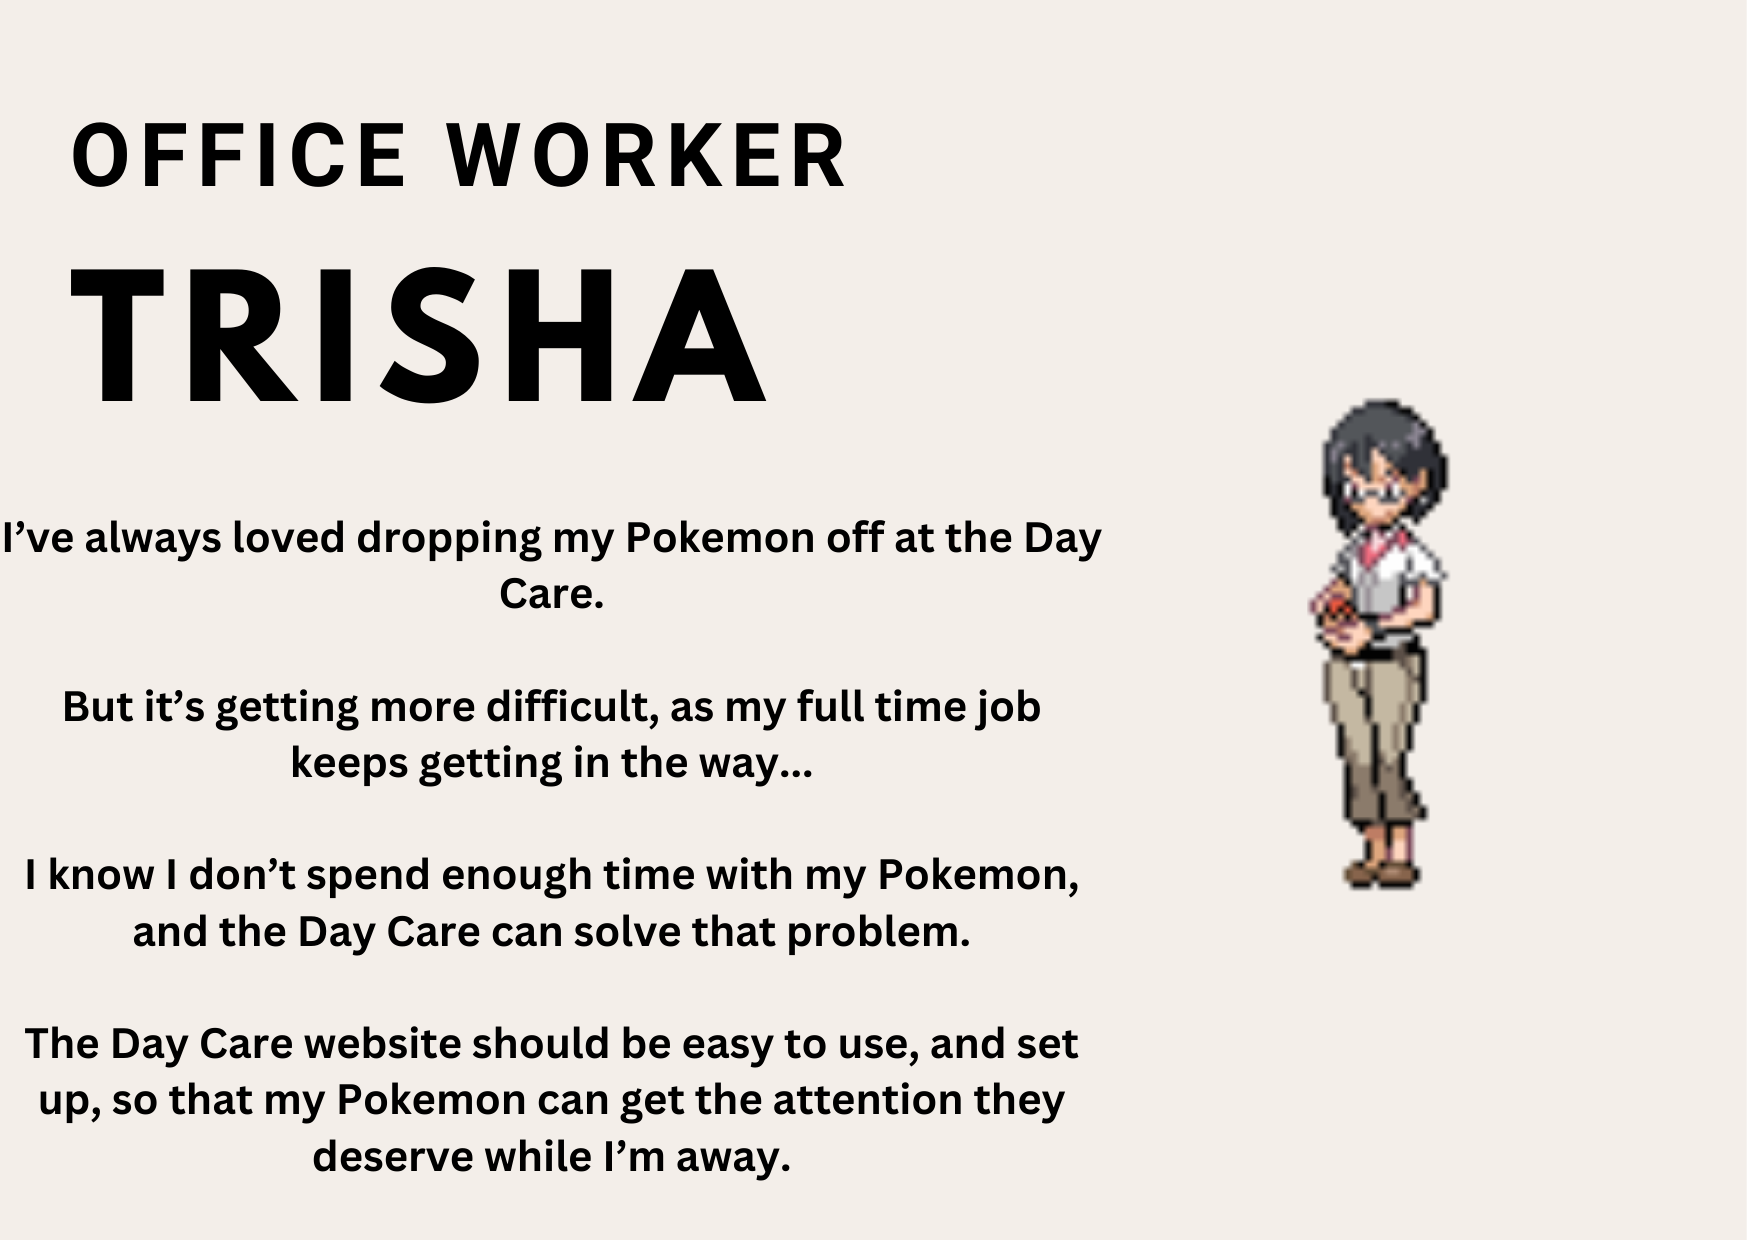 OFFICE WORKER
TRISHA
I’ve always loved dropping my Pokemon off at the Day
Care.
But it’s getting more difficult, as my full time job
keeps getting in the way...
I know I don’t spend enough time with my Pokemon,
and the Day Care can solve that problem.
The Day Care website should be easy to use, and set
up, so that my Pokemon can get the attention they
deserve while I’m away.